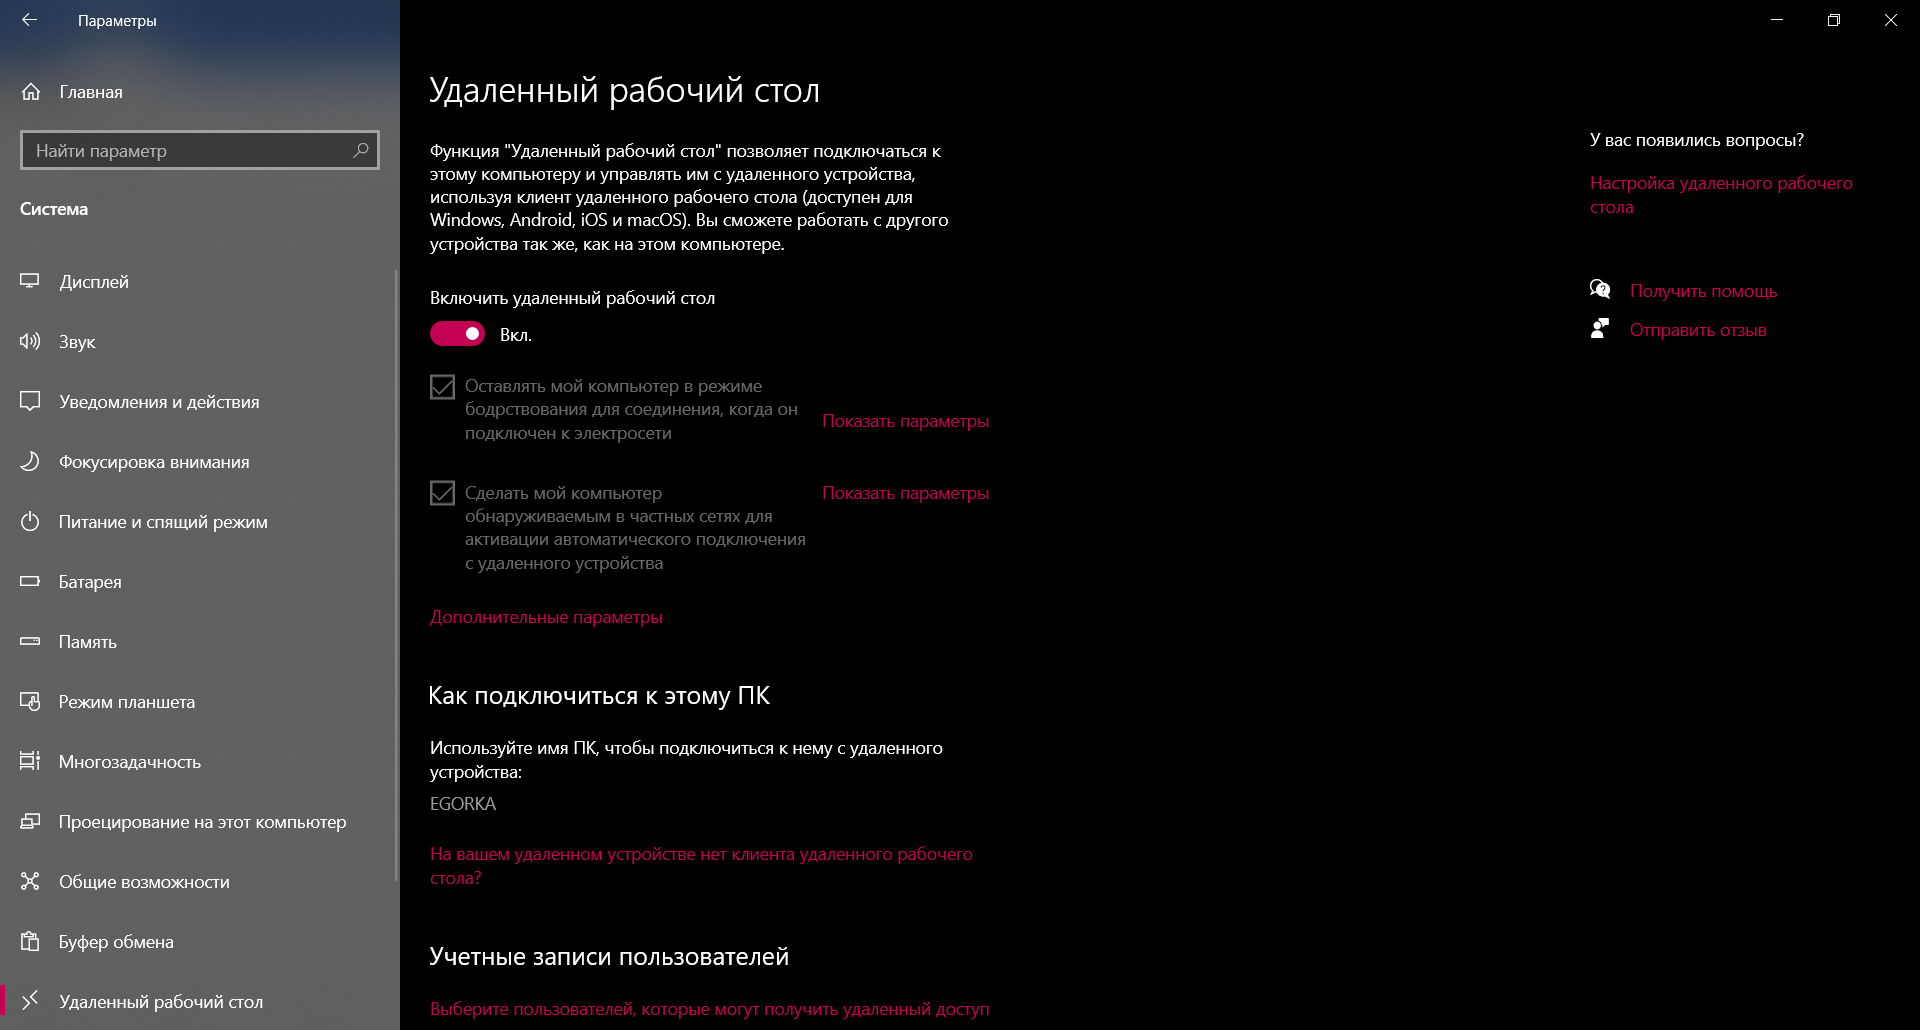 Параметры
Главная
Найти параметр
Система
Дисплей
Звук
Уведомления и действия
Фокусировка внимания
Питание и спящий режим
Батарея
Память
Режим планшета
Многозадачность
Проецирование на этот компьютер
Общие возможности
Буфер обмена
Удаленный рабочий стол
Удаленный рабочий стол
Функция "Удаленный рабочий стол" позволяет подключаться к
этому компьютеру и управлять им с удаленного устройства,
используя клиент удаленного рабочего стола (доступен для
Windows, Android, iOS и macOS). Вы сможете работать с другого
устройства так же, как на этом компьютере.
Включить удаленный рабочий стол
Вкл.
Оставлять мой компьютер в режиме
бодрствования для соединения, когда он
подключен к электросети
Показать параметры
Сделать мой компьютер
обнаруживаемым в частных сетях для
активации автоматического подключения
с удаленного устройства
Показать параметры
Дополнительные параметры
Как подключиться к этому ПК
Используйте имя ПК, чтобы подключиться к нему с удаленного
устройства:
EGORKA
На вашем удаленном устройстве нет клиента удаленного рабочего
стола?
Учетные записи пользователей
Выберите пользователей, которые могут получить удаленный доступ
У вас появились вопросы?
Настройка удаленного рабочего
стола
Получить помощь
Отправить отзыв